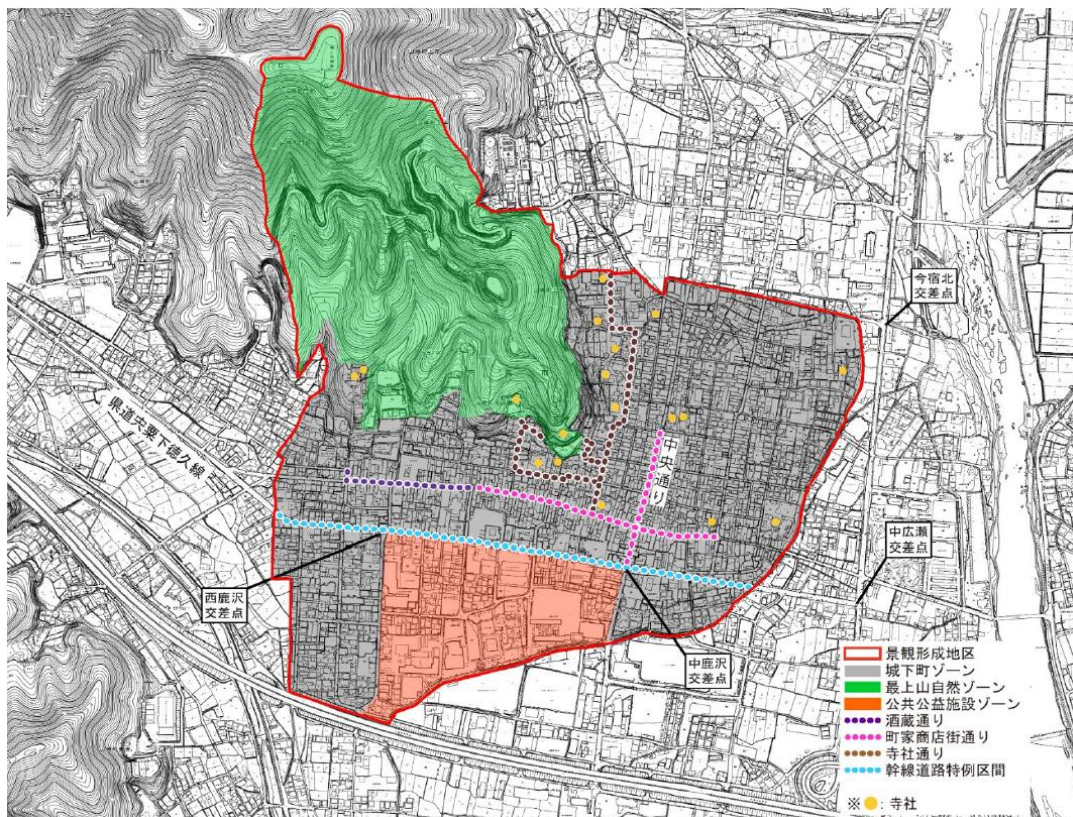 今宿北
交差点
県道宍粟下徳久線
中央通り
中広瀬
交差点
西鹿沢
交差点
中鹿沢
交差点
景観形成地区
城下町ゾーン
最上山自然ゾーン
公共公益施設ゾーン
酒蔵通り
町家商店街通り
寺社通り
幹線道路特例区間
※ : 寺社